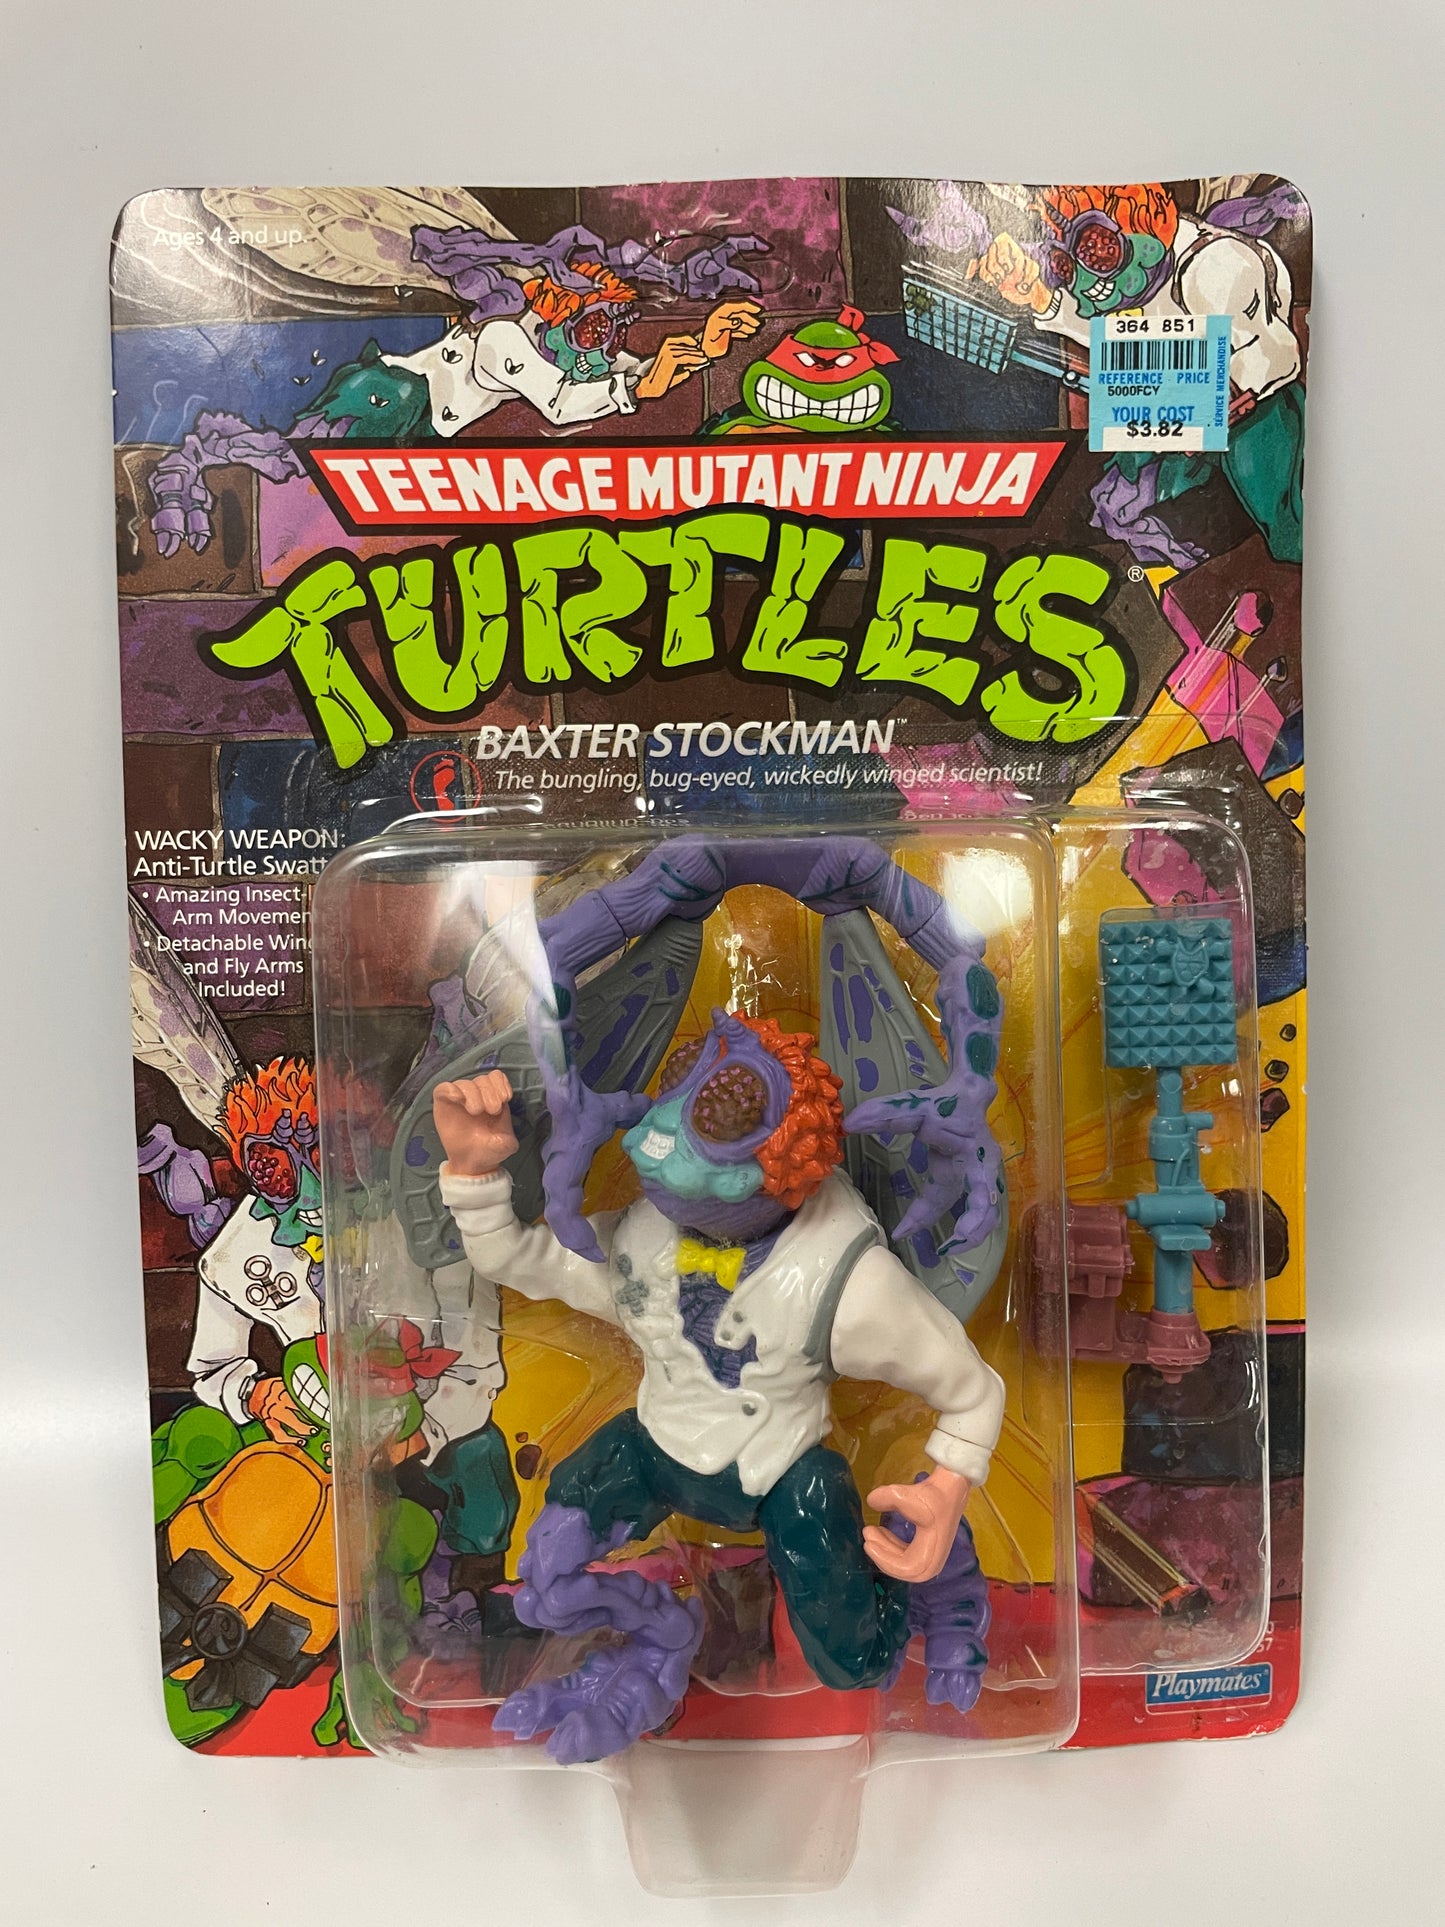 Ages 4 and up.
364 851
REFERENCE PRICE
5000FCY
YOUR COST
$3.82
SERVICE MERCHANDISE
TEENAGE MUTANT NINJA
TURTLES®
BAXTER STOCKMAN™
The bungling, bug-eyed, wickedly winged scientist!
WACKY WEAPON:
Anti-Turtle Swatt
• Amazing Insect-
Arm Movemen
• Detachable Win
and Fly Arms
Included!
Playmates®